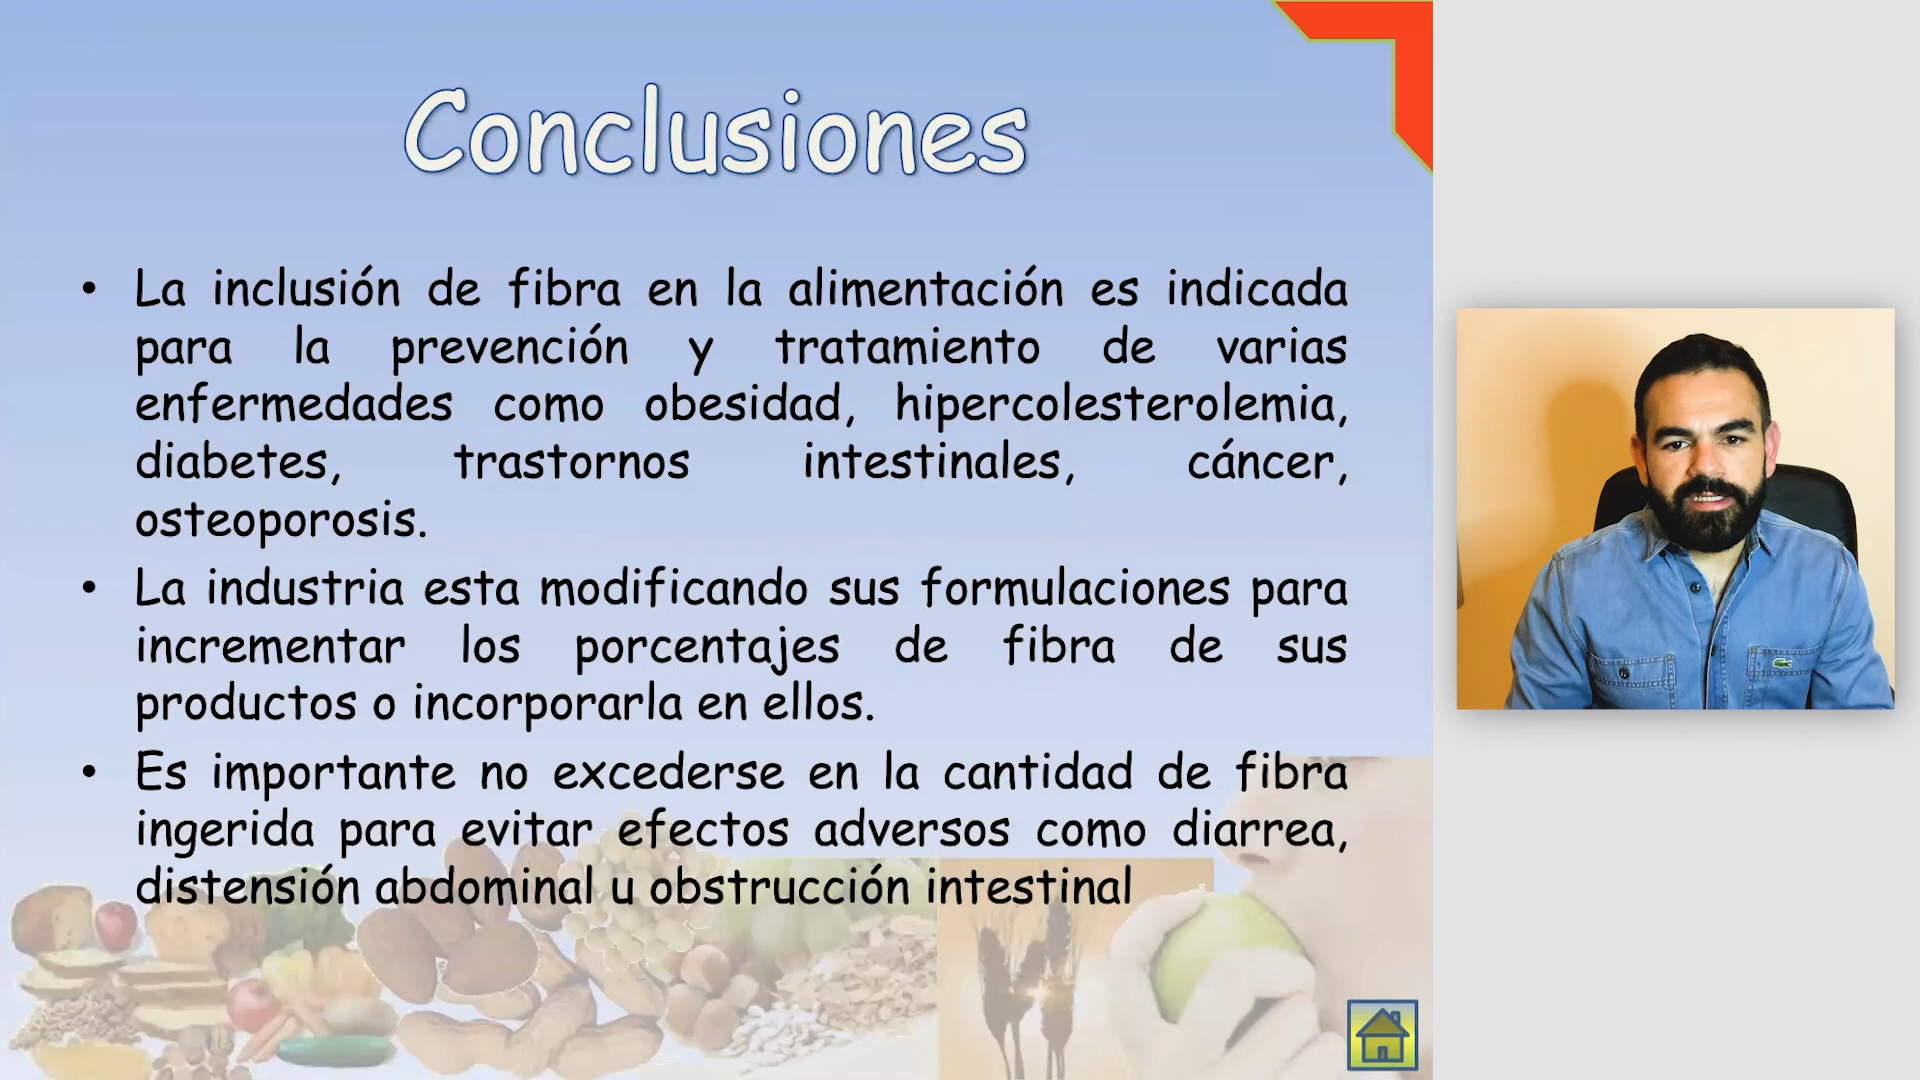 Conclusiones
• La inclusión de fibra en la alimentación es indicada
para la prevención y tratamiento de varias
enfermedades como obesidad, hipercolesterolemia,
diabetes, trastornos intestinales, cáncer,
osteoporosis.
• La industria esta modificando sus formulaciones para
incrementar los porcentajes de fibra de sus
productos o incorporarla en ellos.
• Es importante no excederse en la cantidad de fibra
ingerida para evitar efectos adversos como diarrea,
distensión abdominal u obstrucción intestinal